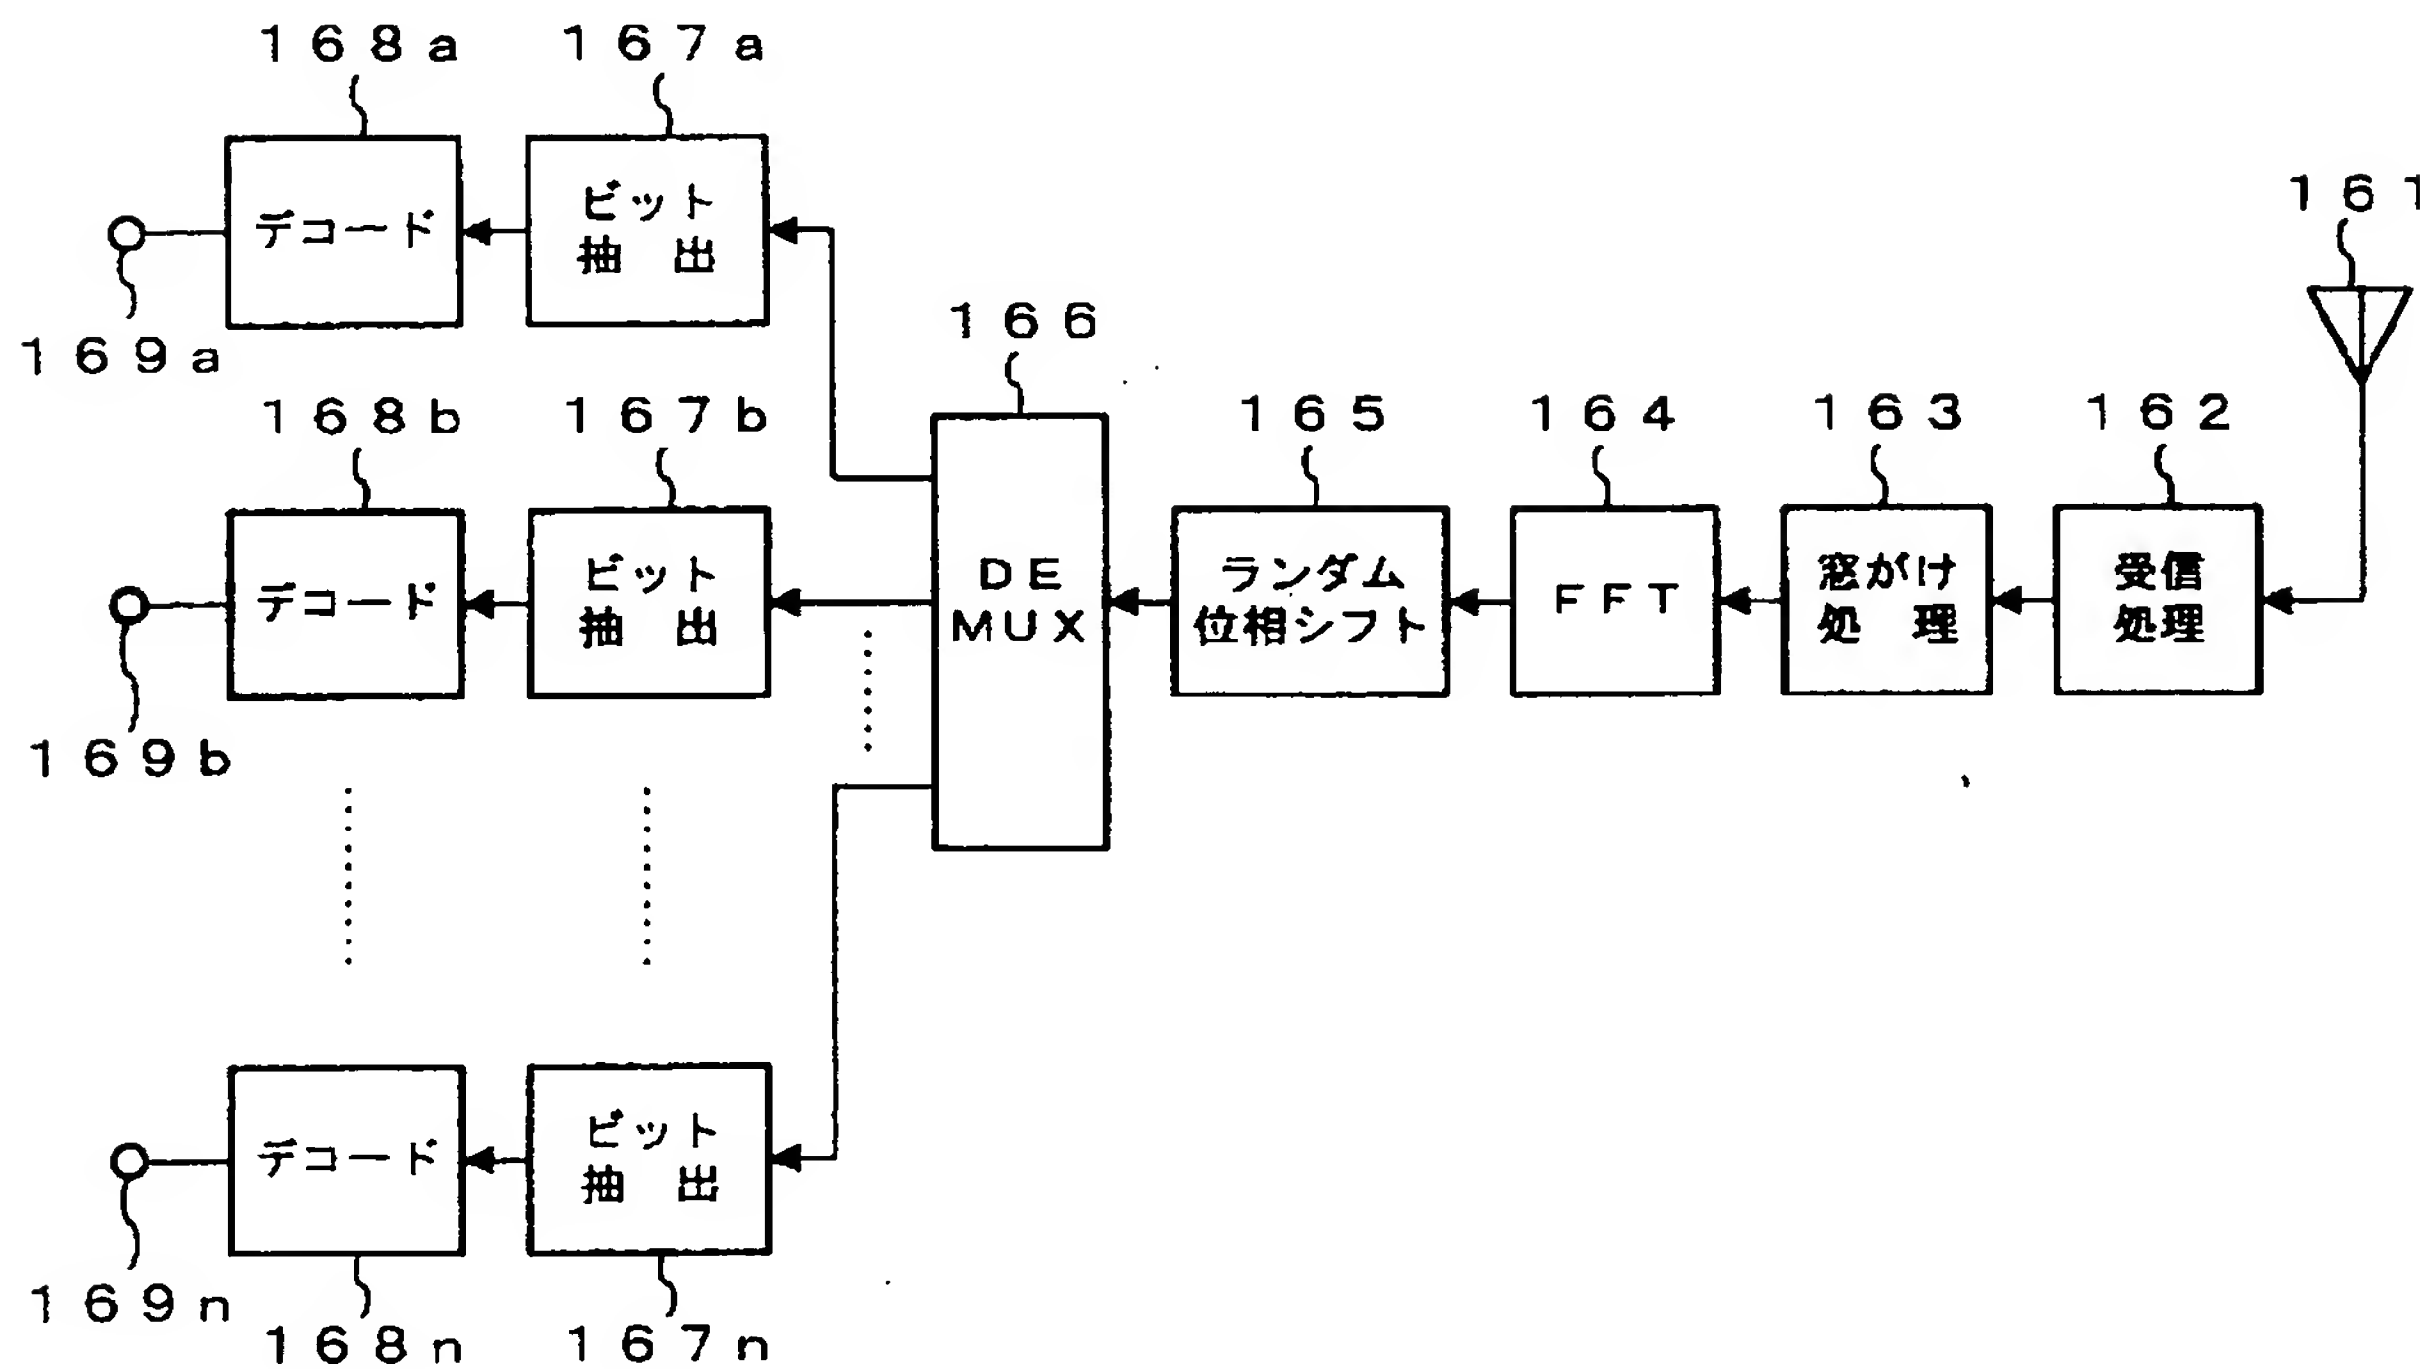 168a
167a
デコード
ビット
抽出
169a
161
166
168b
167b
165
164
163
162
デコード
ビット
抽出
DE
MUX
ランダム
位相シフト
FFT
窓がけ
処理
受信
処理
169b
デコード
ビット
抽出
169n
168n
167n